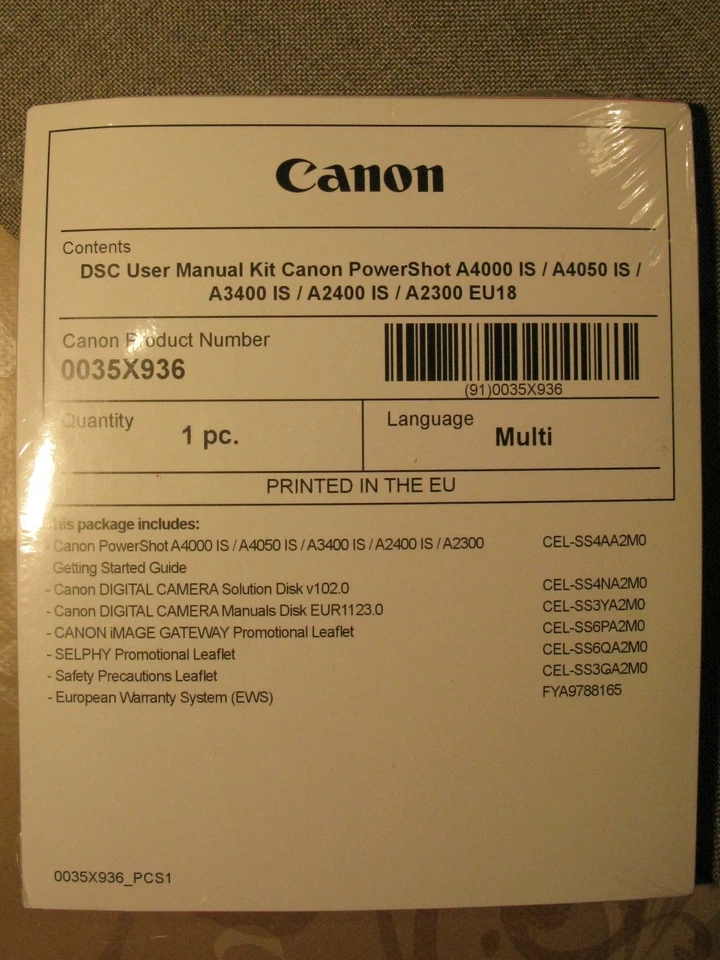 Canon
Contents
DSC User Manual Kit Canon PowerShot A4000 IS / A4050 IS /
A3400 IS / A2400 IS / A2300 EU18
Canon Product Number
0035X936
(91)0035X936
Quantity
1 pc.
Language
Multi
PRINTED IN THE EU
This package includes:
- Canon PowerShot A4000 IS / A4050 IS / A3400 IS / A2400 IS / A2300 CEL-SS4AA2M0
Getting Started Guide
- Canon DIGITAL CAMERA Solution Disk v102.0 CEL-SS4NA2M0
- Canon DIGITAL CAMERA Manuals Disk EUR1123.0 CEL-SS3YA2M0
- CANON iMAGE GATEWAY Promotional Leaflet CEL-SS6PA2M0
- SELPHY Promotional Leaflet CEL-SS6QA2M0
- Safety Precautions Leaflet CEL-SS3GA2M0
- European Warranty System (EWS) FYA9788165
0035X936_PCS1